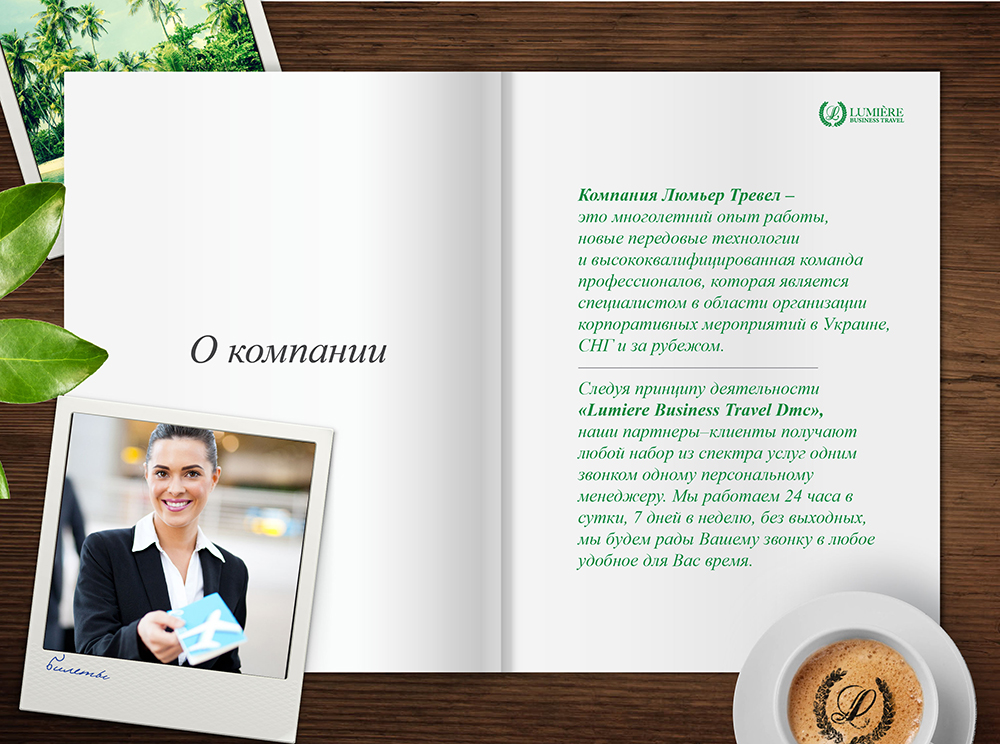 О компании
Билеты
LUMIÈRE
BUSINESS TRAVEL
Компания Люмьер Тревел –
это многолетний опыт работы,
новые передовые технологии
и высококвалифицированная команда
профессионалов, которая является
специалистом в области организации
корпоративных мероприятий в Украине,
СНГ и за рубежом.
Следуя принципу деятельности
«Lumiere Business Travel Dmc»,
наши партнеры–клиенты получают
любой набор из спектра услуг одним
звонком одному персональному
менеджеру. Мы работаем 24 часа в
сутки, 7 дней в неделю, без выходных,
мы будем рады Вашему звонку в любое
удобное для Вас время.
L